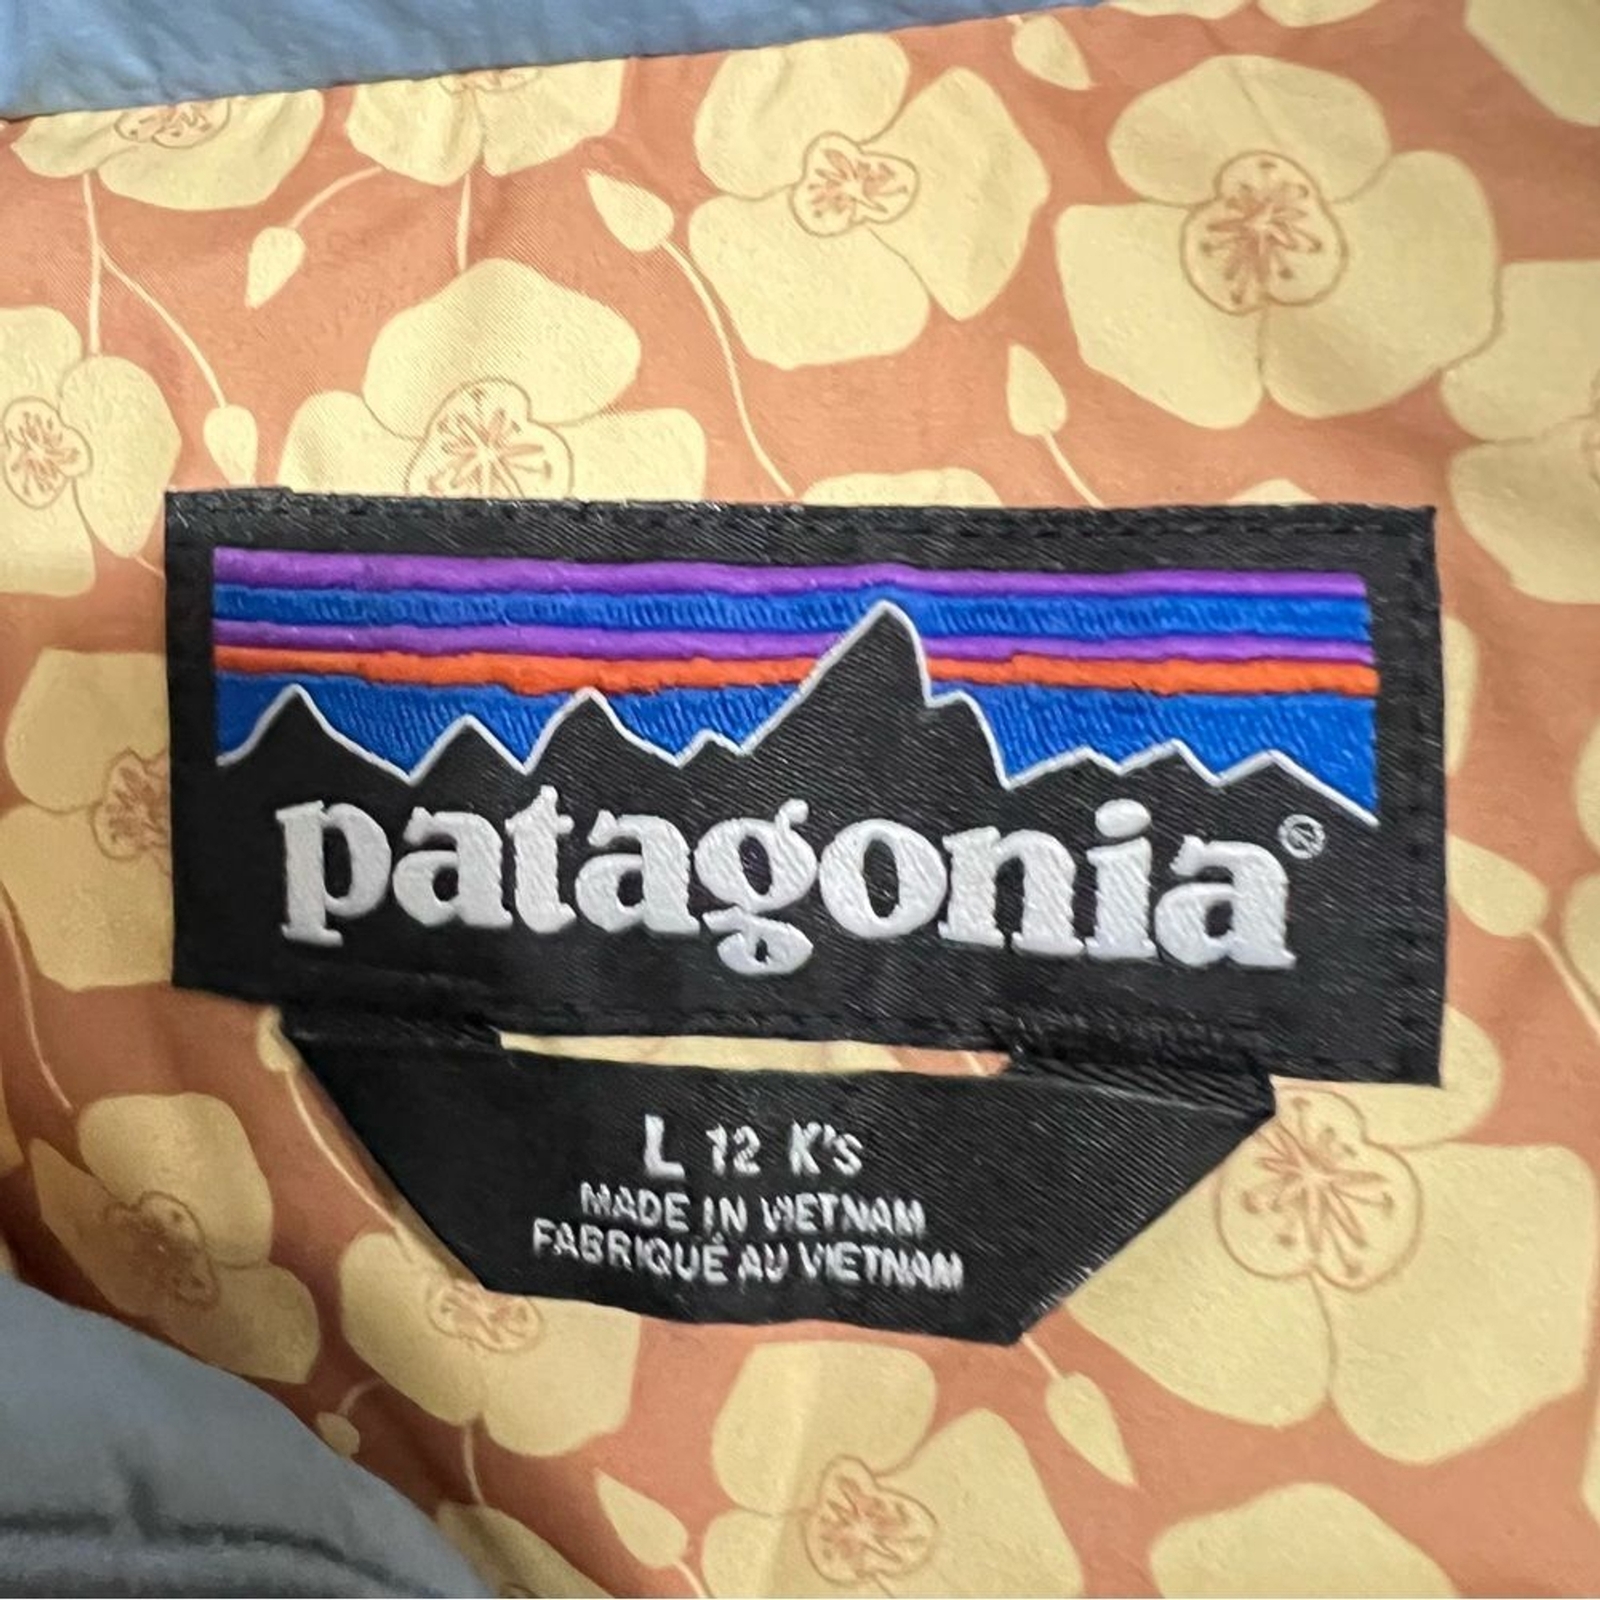 patagonia®
L 12 K'S
MADE IN VIETNAM
FABRIQUÉ AU VIETNAM